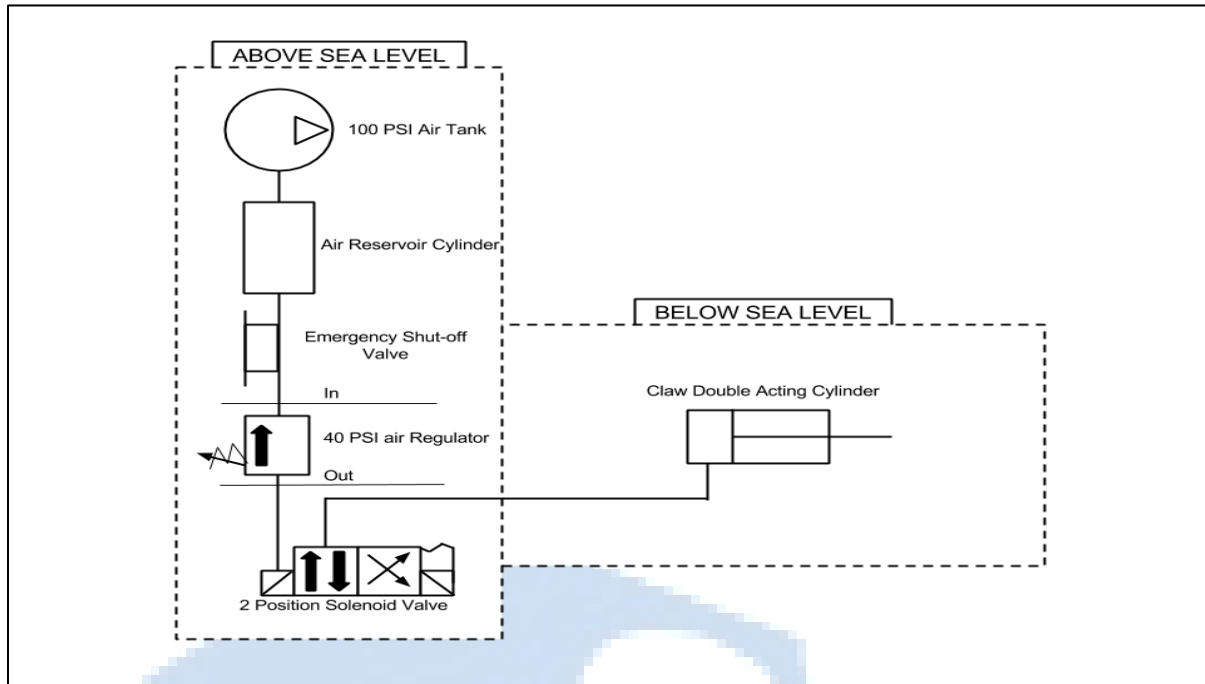 ABOVE SEA LEVEL
100 PSI Air Tank
Air Reservoir Cylinder
BELOW SEA LEVEL
Emergency Shut-off
Valve
In
Claw Double Acting Cylinder
40 PSI air Regulator
Out
2 Position Solenoid Valve